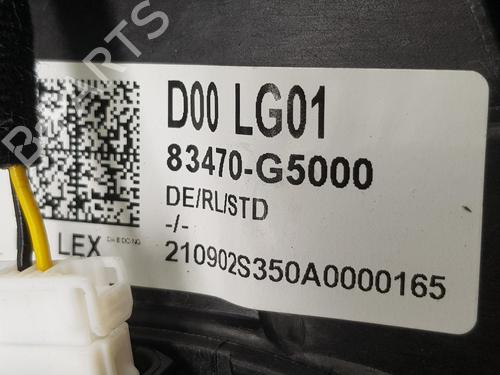 D00 LG01
83470-G5000
DE/RL/STD
-/-
210902S350A0000165
LEX